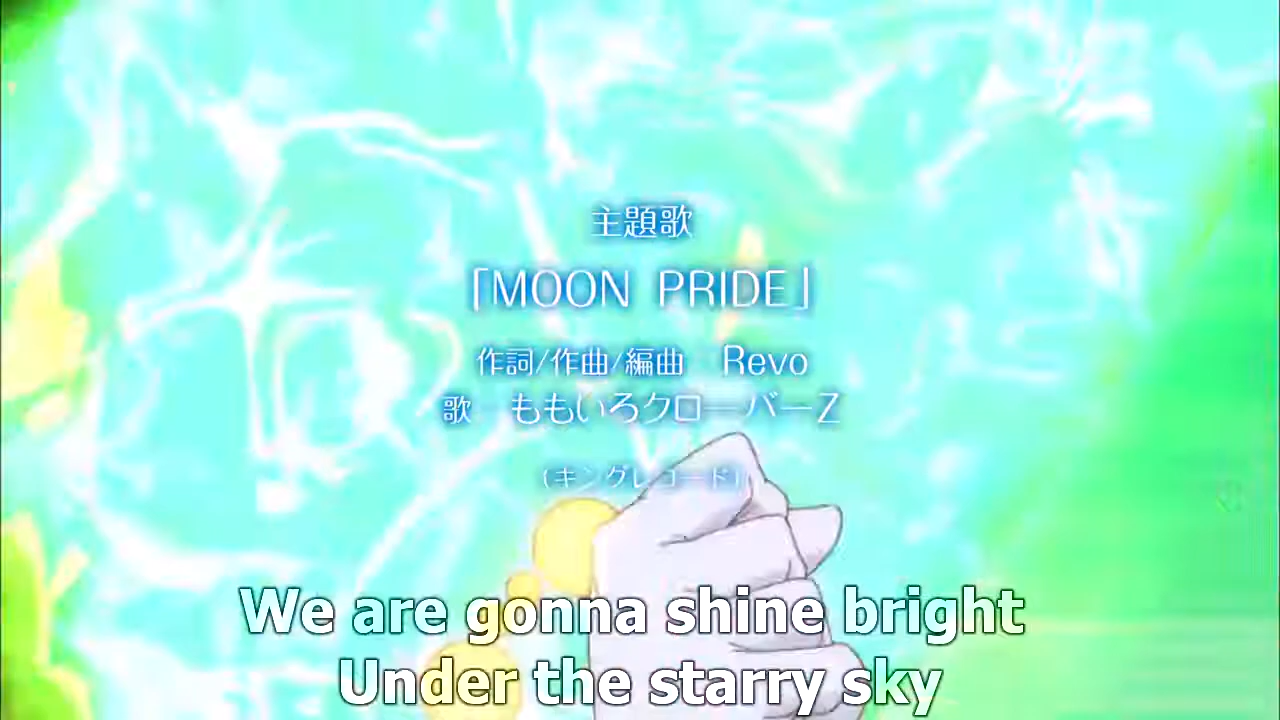 主題歌
「MOON PRIDE」
作詞/作曲/編曲 Revo
歌 ももいろクローバーZ
(キングレコード)
We are gonna shine bright
Under the starry sky